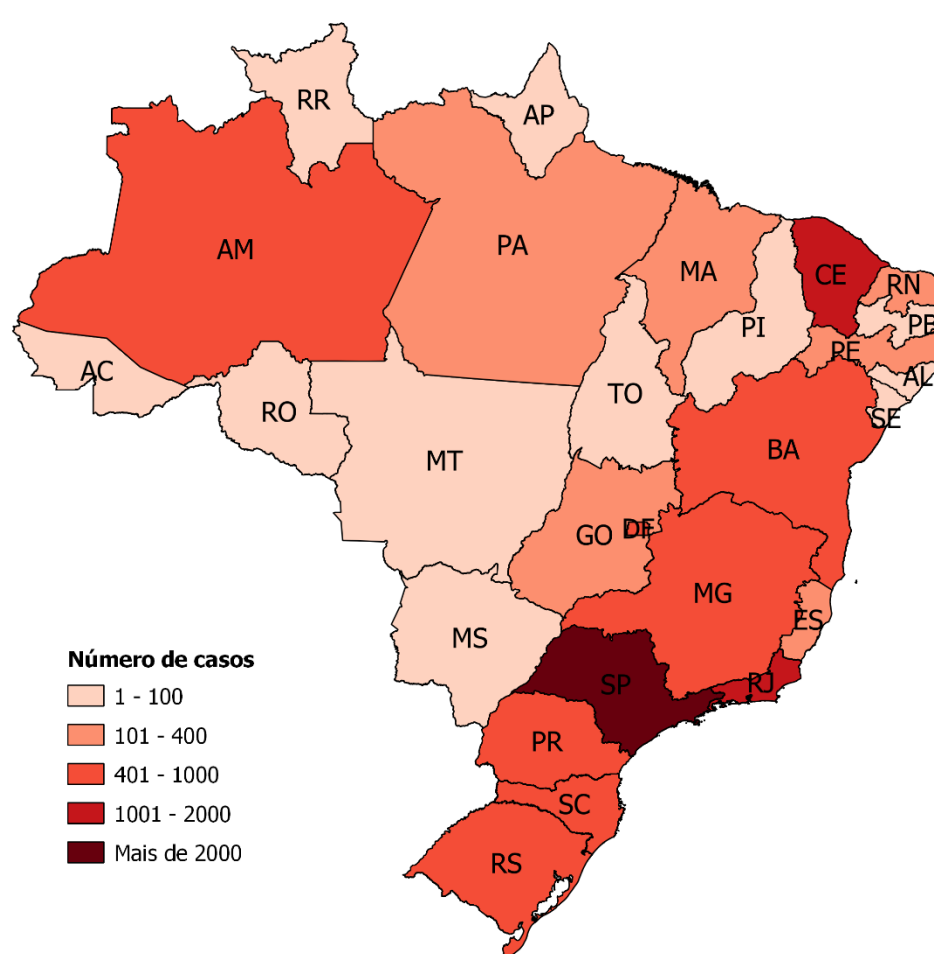 RR
AP
AM
PA
MA
CE
RN
PI
PB
PE
AC
AL
TO
RO
SE
BA
MT
GO
DF
MG
ES
MS
Número de casos
1 - 100
101 - 400
401 - 1000
1001 - 2000
Mais de 2000
SP
RJ
PR
SC
RS